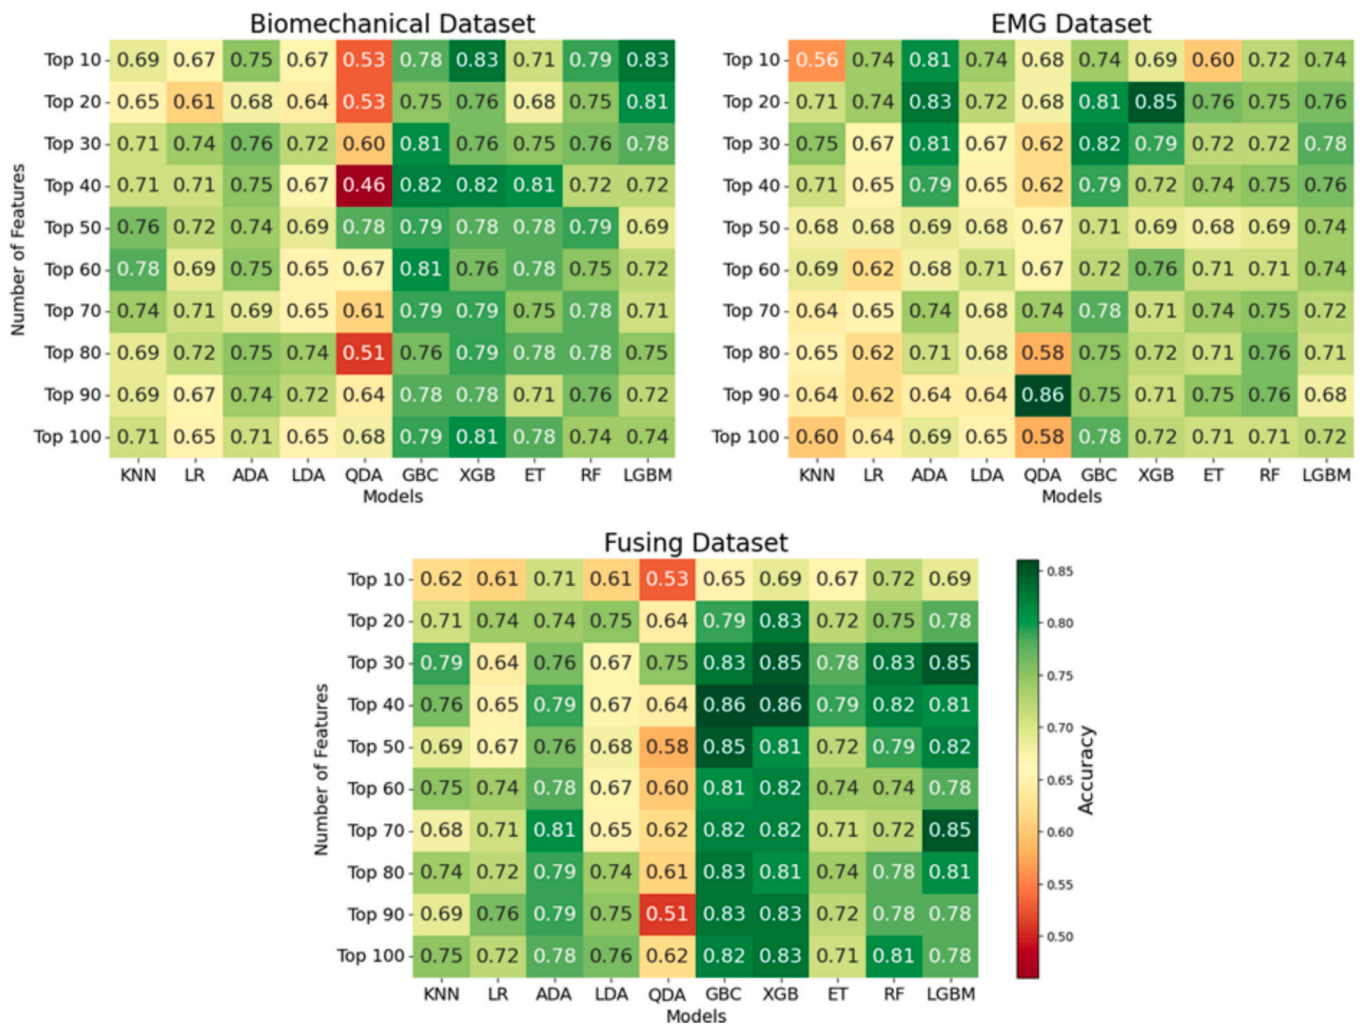 Biomechanical Dataset
Number of Features
Top 10 0.69 0.67 0.75 0.67 0.53 0.78 0.83 0.71 0.79 0.83
Top 20 0.65 0.61 0.68 0.64 0.53 0.75 0.76 0.68 0.75 0.81
Top 30 0.71 0.74 0.76 0.72 0.60 0.81 0.76 0.75 0.76 0.78
Top 40 0.71 0.71 0.75 0.67 0.46 0.82 0.82 0.81 0.72 0.72
Top 50 0.76 0.72 0.74 0.69 0.78 0.79 0.78 0.78 0.79 0.69
Top 60 0.78 0.69 0.75 0.65 0.67 0.81 0.76 0.78 0.75 0.72
Top 70 0.74 0.71 0.69 0.65 0.61 0.79 0.79 0.75 0.78 0.71
Top 80 0.69 0.72 0.75 0.74 0.51 0.76 0.79 0.78 0.78 0.75
Top 90 0.69 0.67 0.74 0.72 0.64 0.78 0.78 0.71 0.76 0.72
Top 100 0.71 0.65 0.71 0.65 0.68 0.79 0.81 0.78 0.74 0.74
KNN LR ADA LDA QDA GBC XGB ET RF LGBM
Models
EMG Dataset
Top 10 0.56 0.74 0.81 0.74 0.68 0.74 0.69 0.60 0.72 0.74
Top 20 0.71 0.74 0.83 0.72 0.68 0.81 0.85 0.76 0.75 0.76
Top 30 0.75 0.67 0.81 0.67 0.62 0.82 0.79 0.72 0.72 0.78
Top 40 0.71 0.65 0.79 0.65 0.62 0.79 0.72 0.74 0.75 0.76
Top 50 0.68 0.68 0.69 0.68 0.67 0.71 0.69 0.68 0.69 0.74
Top 60 0.69 0.62 0.68 0.71 0.67 0.72 0.76 0.71 0.71 0.74
Top 70 0.64 0.65 0.74 0.68 0.74 0.78 0.71 0.74 0.75 0.72
Top 80 0.65 0.62 0.71 0.68 0.58 0.75 0.72 0.71 0.76 0.71
Top 90 0.64 0.62 0.64 0.64 0.86 0.75 0.71 0.75 0.76 0.68
Top 100 0.60 0.64 0.69 0.65 0.58 0.78 0.72 0.71 0.71 0.72
KNN LR ADA LDA QDA GBC XGB ET RF LGBM
Models
Fusing Dataset
Number of Features
Top 10 0.62 0.61 0.71 0.61 0.53 0.65 0.69 0.67 0.72 0.69
Top 20 0.71 0.74 0.74 0.75 0.64 0.79 0.83 0.72 0.75 0.78
Top 30 0.79 0.64 0.76 0.67 0.75 0.83 0.85 0.78 0.83 0.85
Top 40 0.76 0.65 0.79 0.67 0.64 0.86 0.86 0.79 0.82 0.81
Top 50 0.69 0.67 0.76 0.68 0.58 0.85 0.81 0.72 0.79 0.82
Top 60 0.75 0.74 0.78 0.67 0.60 0.81 0.82 0.74 0.74 0.78
Top 70 0.68 0.71 0.81 0.65 0.62 0.82 0.82 0.71 0.72 0.85
Top 80 0.74 0.72 0.79 0.74 0.61 0.83 0.81 0.74 0.78 0.81
Top 90 0.69 0.76 0.79 0.75 0.51 0.83 0.83 0.72 0.78 0.78
Top 100 0.75 0.72 0.78 0.76 0.62 0.82 0.83 0.71 0.81 0.78
KNN LR ADA LDA QDA GBC XGB ET RF LGBM
Models
0.85
0.80
0.75
0.70
0.65
0.60
0.55
0.50
Accuracy